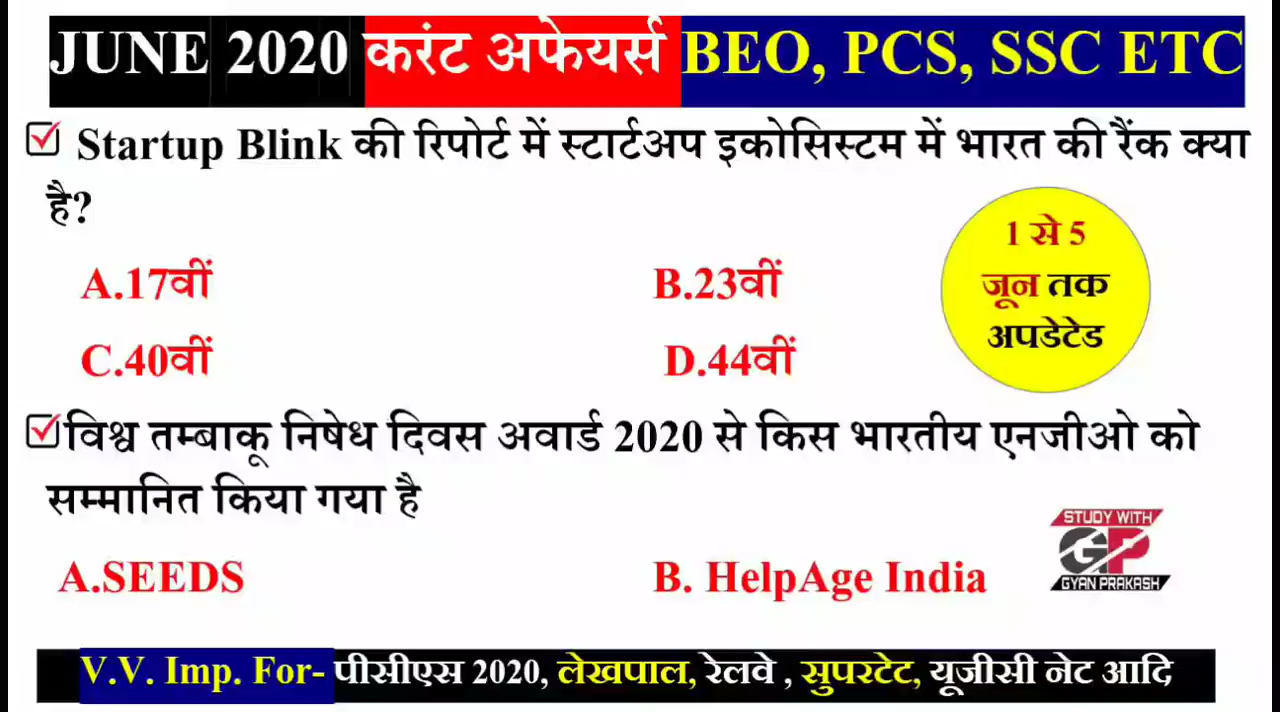 JUNE 2020 करंट अफेयर्स BEO, PCS, SSC ETC
Startup Blink की रिपोर्ट में स्टार्टअप इकोसिस्टम में भारत की रैंक क्या
है?
1 से 5
जून तक
अपडेटेड
A.17वीं B.23वीं
C.40वीं D.44वीं
विश्व तम्बाकू निषेध दिवस अवार्ड 2020 से किस भारतीय एनजीओ को
सम्मानित किया गया है
STUDY WITH
GP
GYAN PRAKASH
A.SEEDS B. HelpAge India
V.V. Imp. For- पीसीएस 2020, लेखपाल, रेलवे , सुपरटेट, यूजीसी नेट आदि